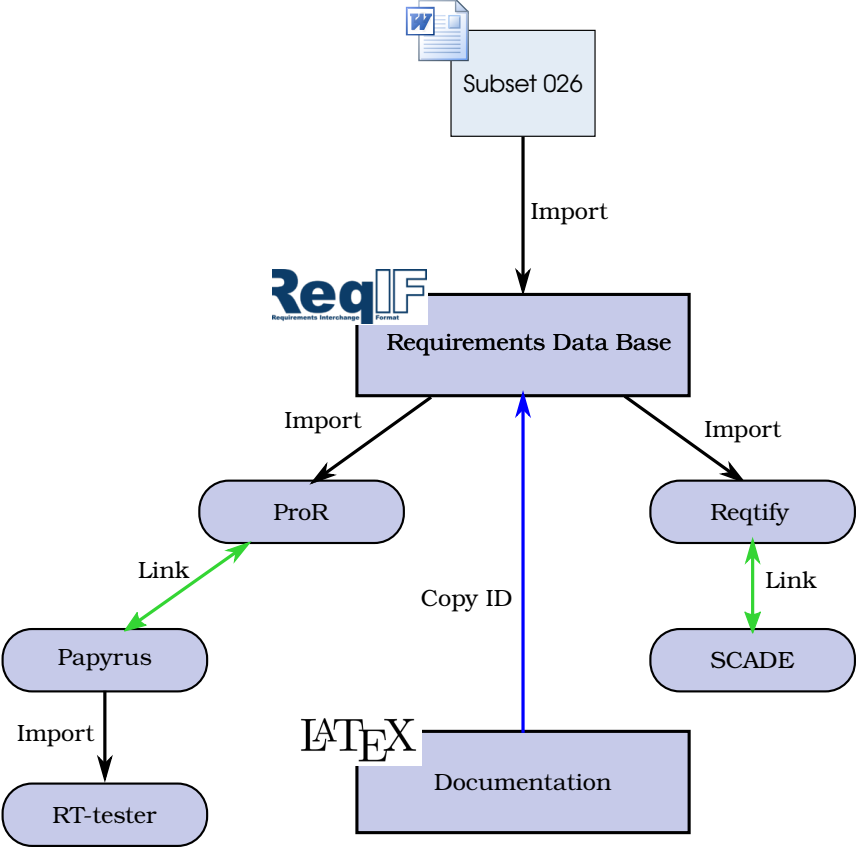 W
Subset 026
Import
ReqIF
Requirements Interchange Format
Requirements Data Base
Import
Import
ProR
Reqtify
Link
Link
Copy ID
Papyrus
SCADE
Import
LATEX
Documentation
RT-tester